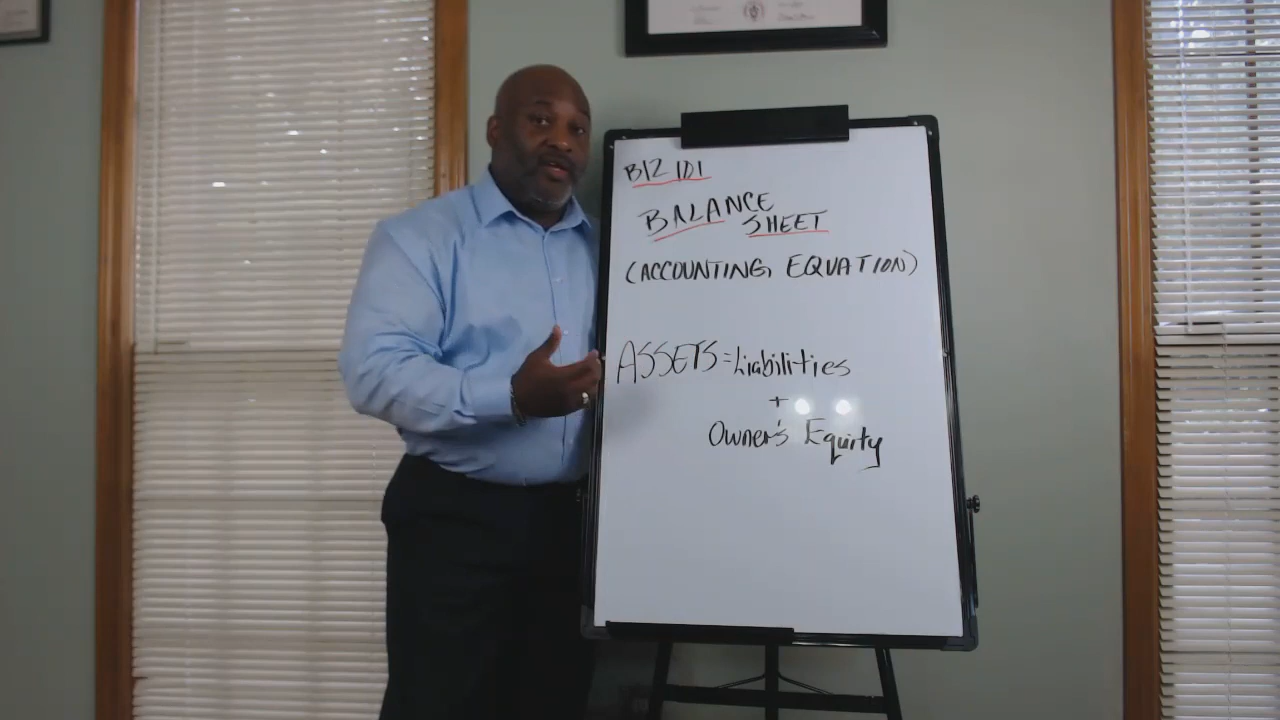 BIZ 101
BALANCE
SHEET
(ACCOUNTING EQUATION)
ASSETS = Liabilities
+
Owner's Equity